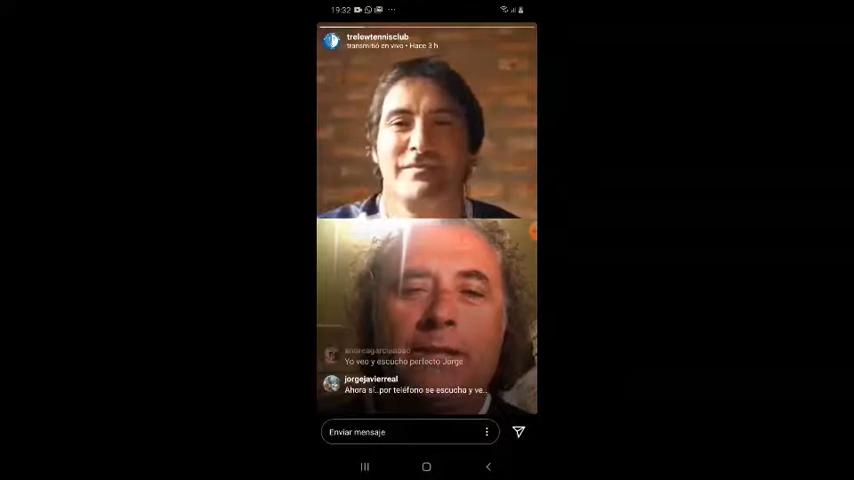 19:32
trelewtennisclub
transmitió en vivo • Hace 3 h
andreagarciaabad
Yo veo y escucho perfecto Jorge
jorgejavierreal
Ahora sí..por teléfono se escucha y ve..
Enviar mensaje